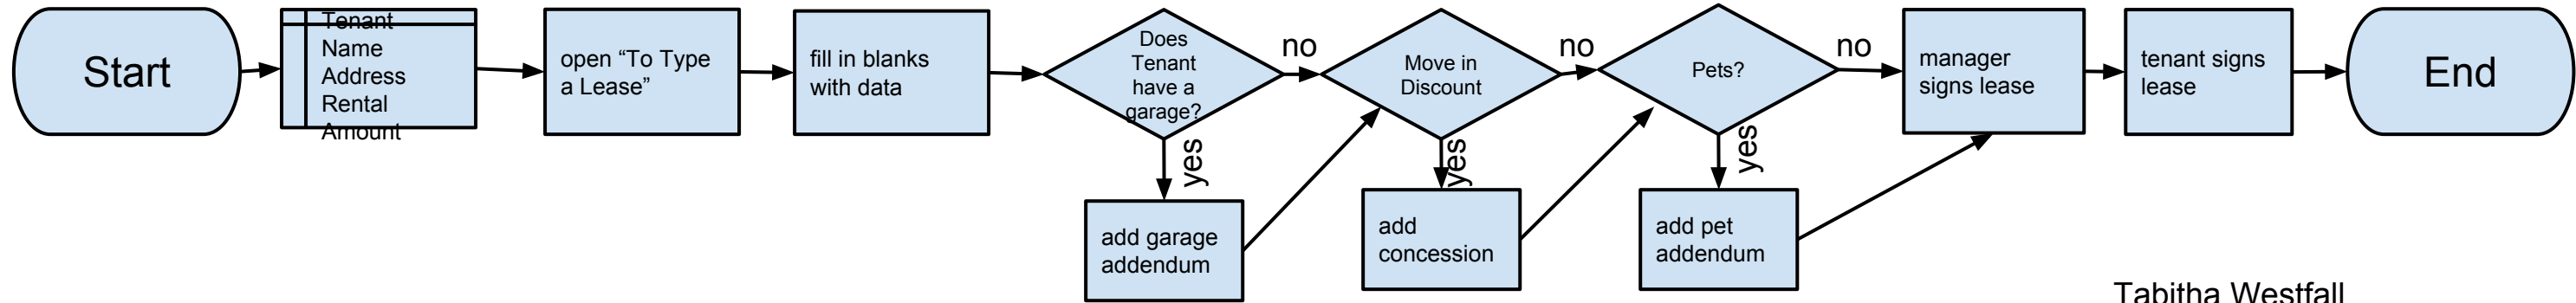 Start
Tenant
Name
Address
Rental
Amount
open “To Type
a Lease”
fill in blanks
with data
Does
Tenant
have a
garage?
no
yes
add garage
addendum
Move in
Discount
no
yes
add
concession
Pets?
no
yes
add pet
addendum
manager
signs lease
tenant signs
lease
End
Tabitha Westfall